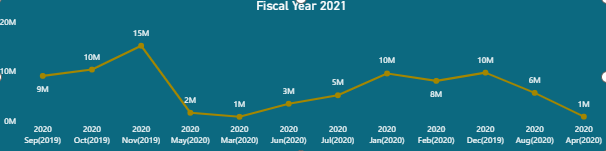 Fiscal Year 2021
20M
10M
0M
9M
10M
15M
2M
1M
3M
5M
10M
8M
10M
6M
1M
2020 2020 2020 2020 2020 2020 2020 2020 2020 2020 2020 2020
Sep(2019) Oct(2019) Nov(2019) May(2020) Mar(2020) Jun(2020) Jul(2020) Jan(2020) Feb(2020) Dec(2019) Aug(2020) Apr(2020)